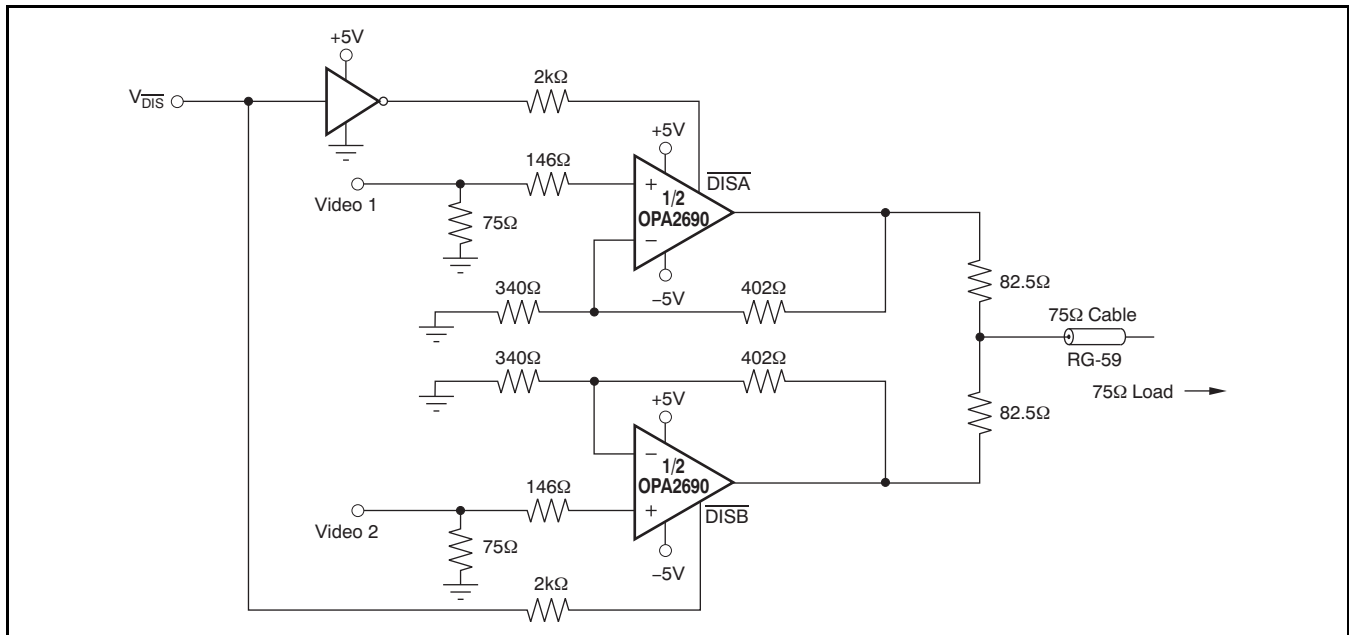 +5V
V‾DIS‾
2kΩ
+5V
146Ω
+
‾DISA‾
Video 1
1/2
OPA2690
75Ω
−
−5V
340Ω
402Ω
82.5Ω
75Ω Cable
RG-59
340Ω
402Ω
75Ω Load
+5V
82.5Ω
−
1/2
OPA2690
146Ω
+
‾DISB‾
Video 2
75Ω
−5V
2kΩ